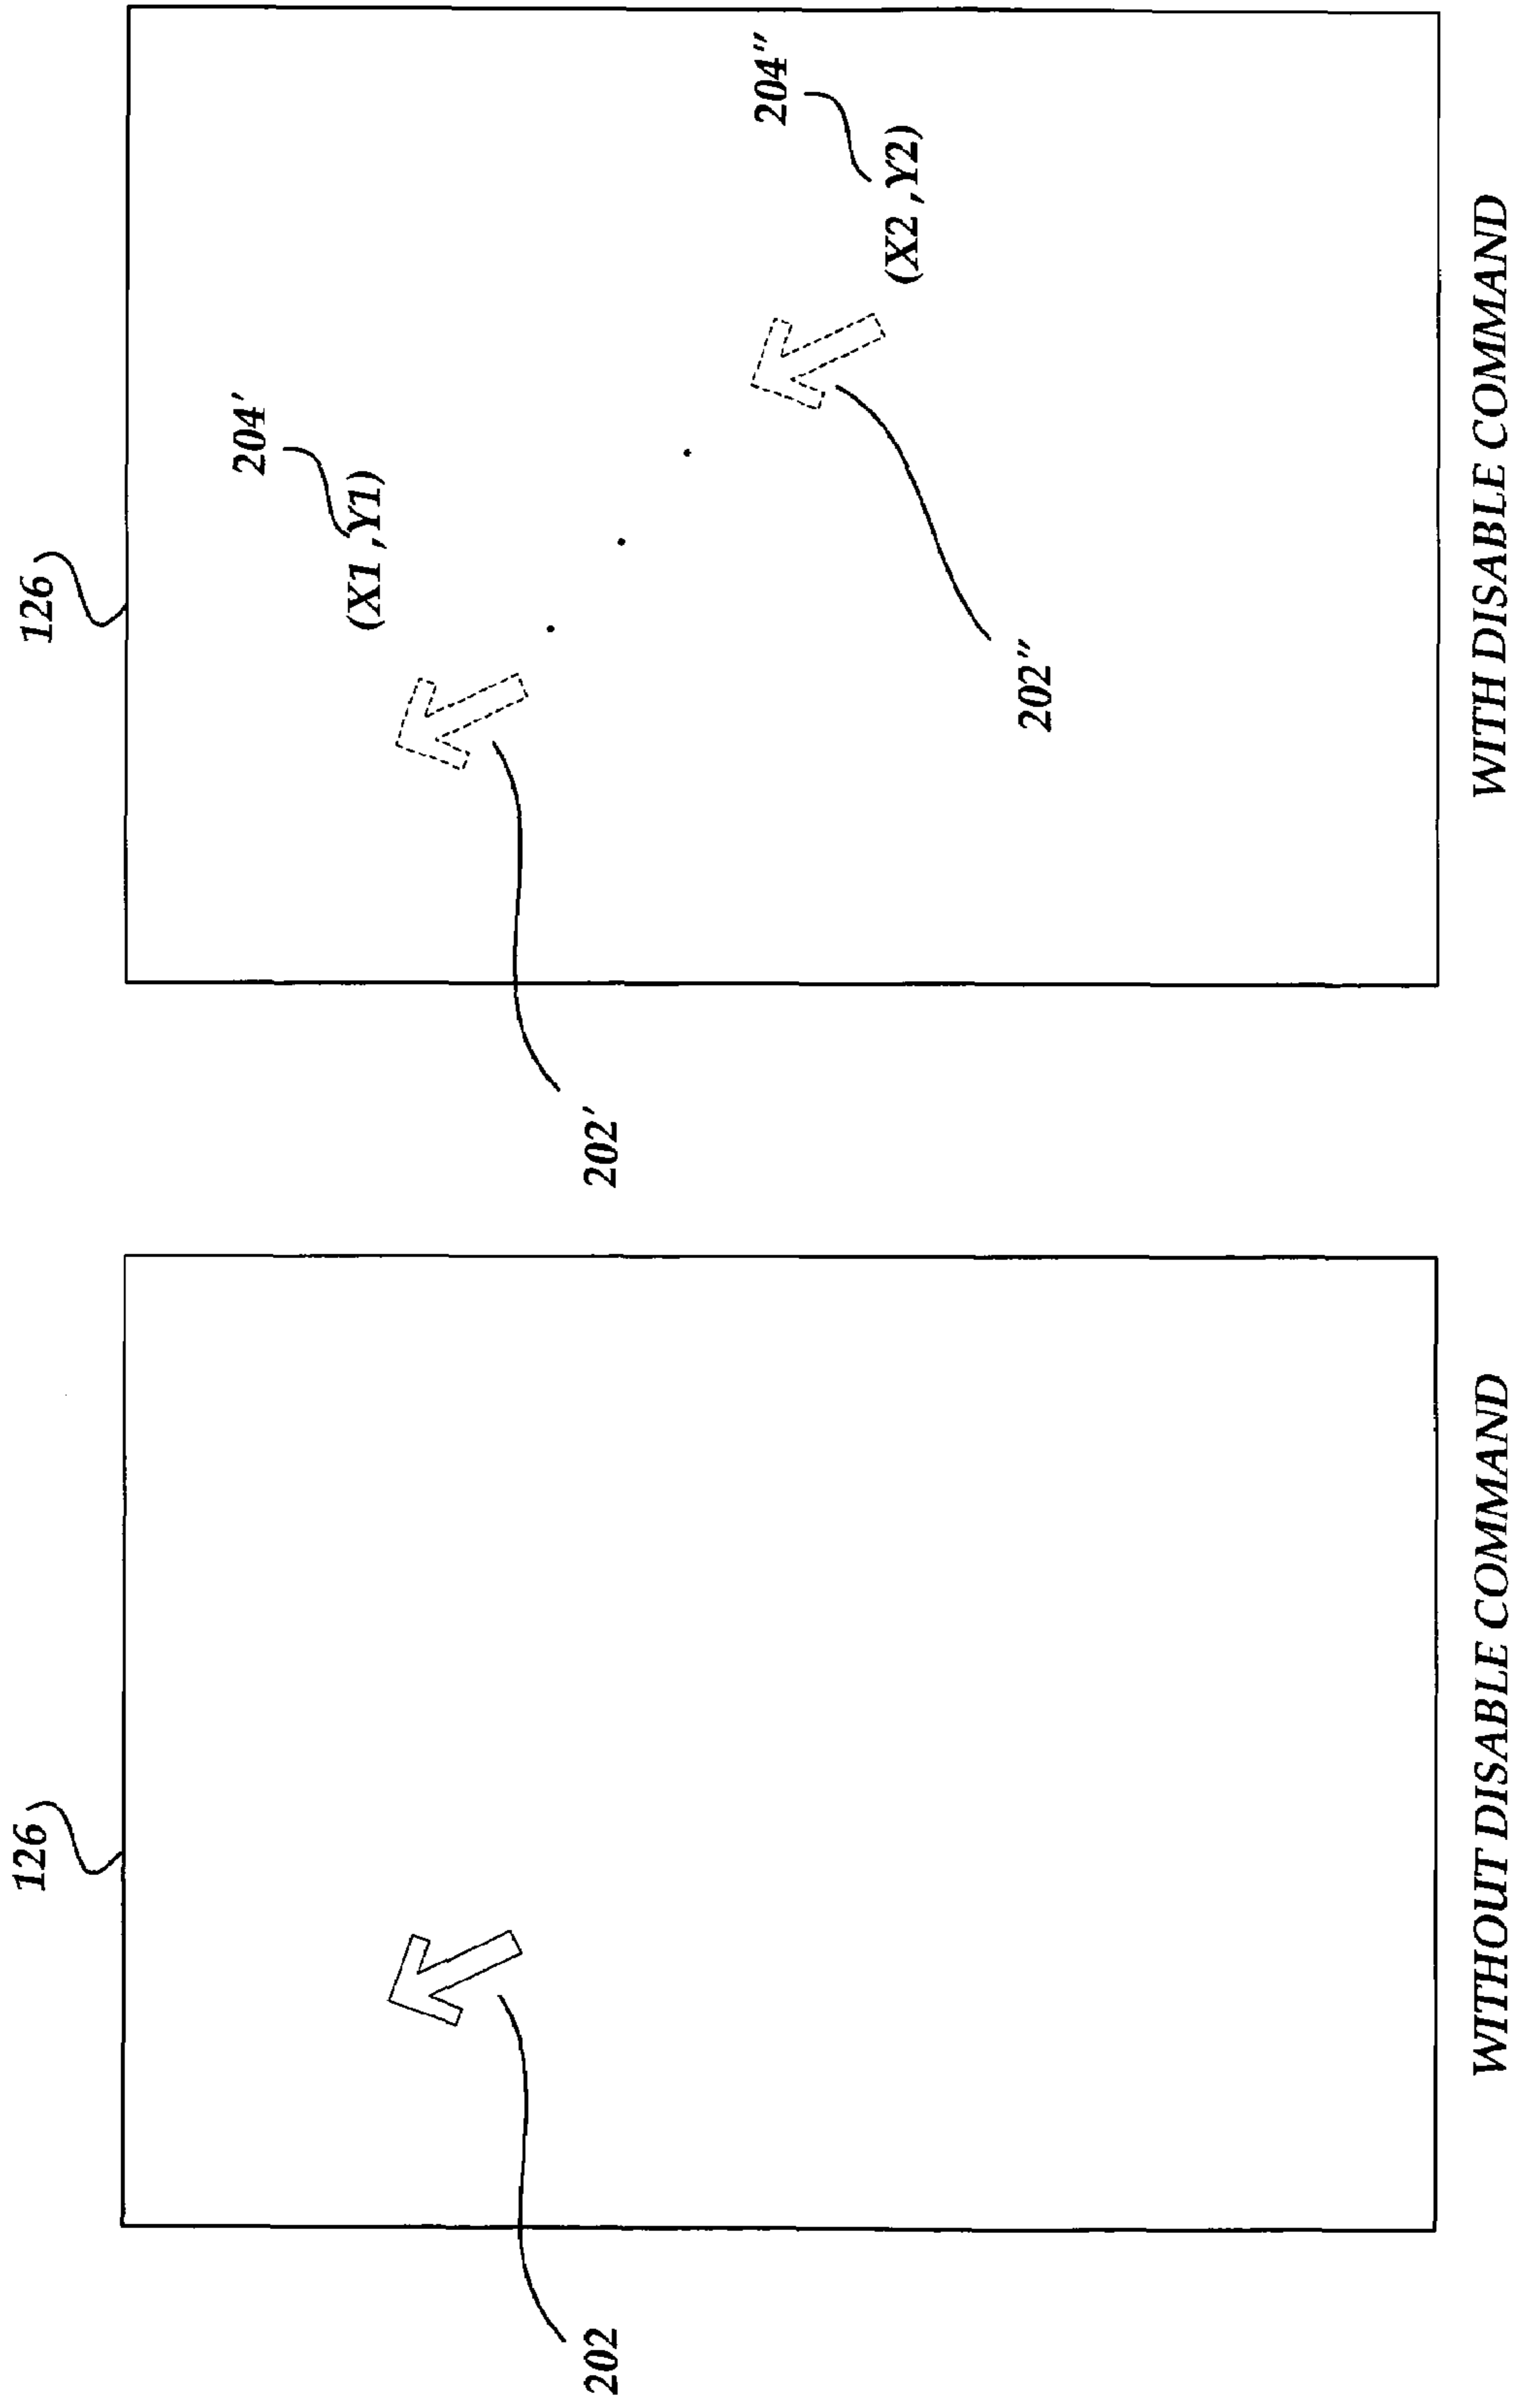 126
202
WITHOUT DISABLE COMMAND
126
204'
(X1 ,Y1)
204"
(X2 ,Y2)
202'
202"
WITH DISABLE COMMAND